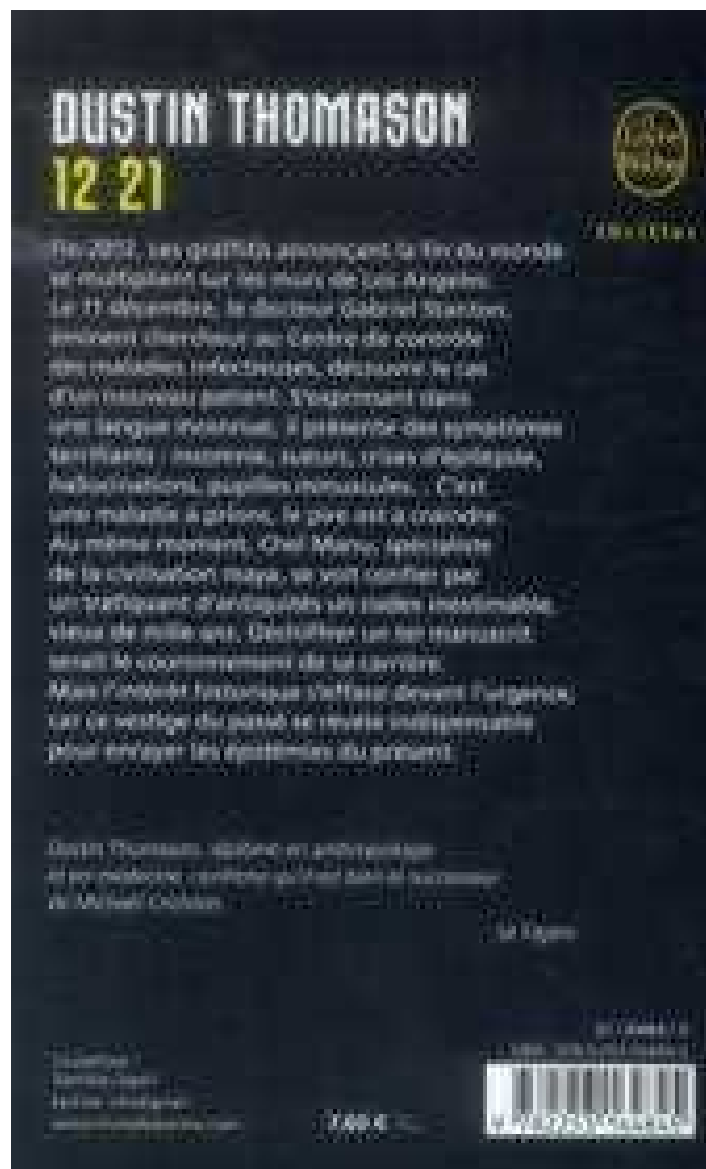 DUSTIN THOMASON
12 21
Le Livre de Poche
Thriller
Fin 2012. Les graffitis annonçant la fin du monde
se multiplient sur les murs de Los Angeles.
Le 11 décembre, le docteur Gabriel Stanton,
éminent chercheur au Centre de contrôle
des maladies infectieuses, découvre le cas
d'un nouveau patient. S'exprimant dans
une langue inconnue, il présente des symptômes
terrifiants : insomnie, sueurs, crises d'épilepsie,
hallucinations, pupilles minuscules... C'est
une maladie à prions, le pire est à craindre.
Au même moment, Chel Manu, spécialiste
de la civilisation maya, se voit confier par
un trafiquant d'antiquités un codex inestimable,
vieux de mille ans. Déchiffrer un tel manuscrit
serait le couronnement de sa carrière.
Mais l'intérêt historique s'efface devant l'urgence,
car ce vestige du passé se révèle indispensable
pour enrayer les épidémies du présent.
Dustin Thomason, diplômé en anthropologie
et en médecine,
de Michael Crichton.
Le Figaro